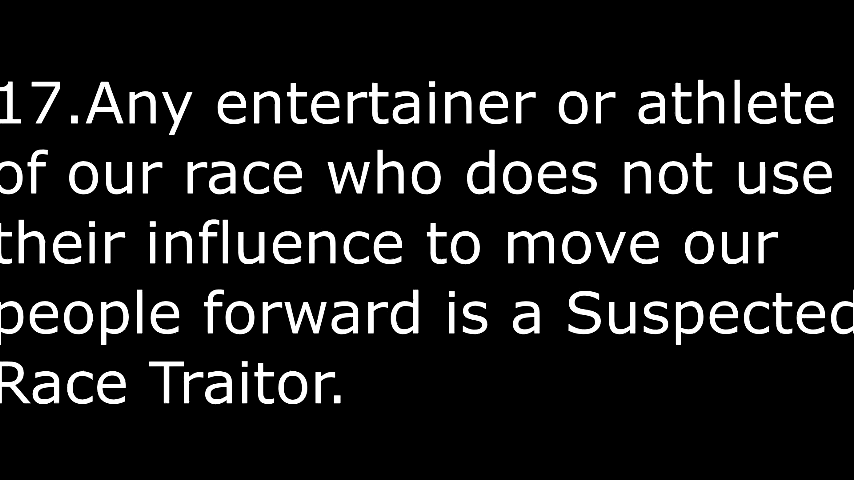 17.Any entertainer or athlete
of our race who does not use
their influence to move our
people forward is a Suspected
Race Traitor.